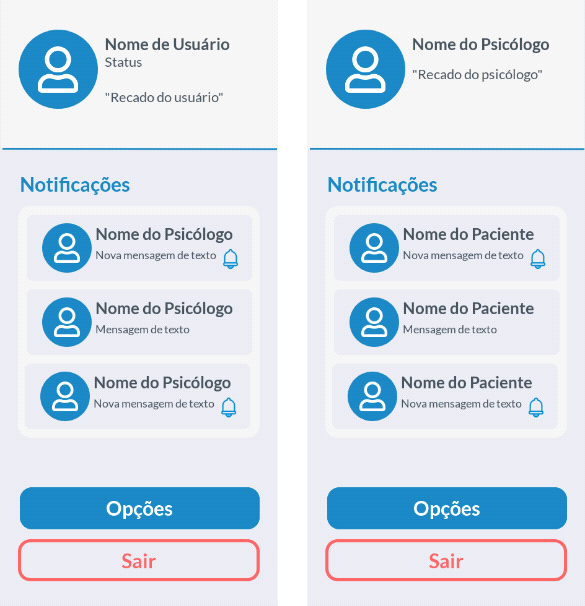 Nome de Usuário
Status
"Recado do usuário"
Notificações
Nome do Psicólogo
Nova mensagem de texto
Nome do Psicólogo
Mensagem de texto
Nome do Psicólogo
Nova mensagem de texto
Opções
Sair
Nome do Psicólogo
"Recado do psicólogo"
Notificações
Nome do Paciente
Nova mensagem de texto
Nome do Paciente
Mensagem de texto
Nome do Paciente
Nova mensagem de texto
Opções
Sair